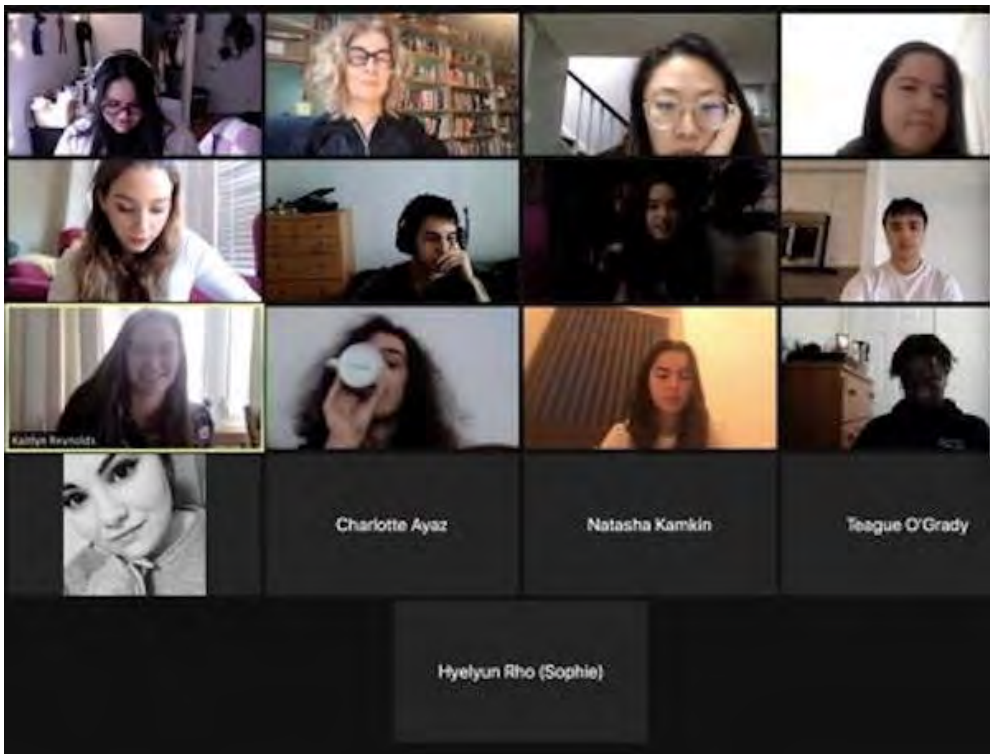 Kaitlyn Reynolds
Charlotte Ayaz
Natasha Kamkin
Teague O'Grady
Hyelyun Rho (Sophie)